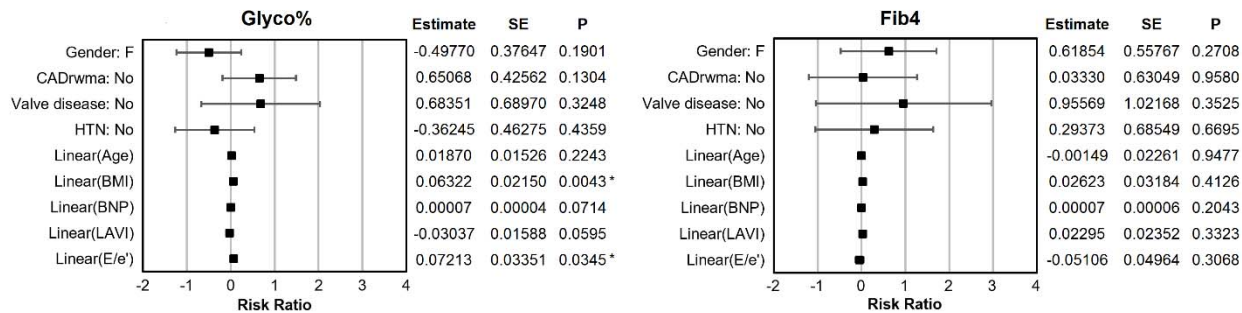 Glyco%
Estimate SE P
Gender: F -0.49770 0.37647 0.1901
CADrwma: No 0.65068 0.42562 0.1304
Valve disease: No 0.68351 0.68970 0.3248
HTN: No -0.36245 0.46275 0.4359
Linear(Age) 0.01870 0.01526 0.2243
Linear(BMI) 0.06322 0.02150 0.0043 *
Linear(BNP) 0.00007 0.00004 0.0714
Linear(LAVI) -0.03037 0.01588 0.0595
Linear(E/e') 0.07213 0.03351 0.0345 *
-2 -1 0 1 2 3 4
Risk Ratio
Fib4
Estimate SE P
Gender: F 0.61854 0.55767 0.2708
CADrwma: No 0.03330 0.63049 0.9580
Valve disease: No 0.95569 1.02168 0.3525
HTN: No 0.29373 0.68549 0.6695
Linear(Age) -0.00149 0.02261 0.9477
Linear(BMI) 0.02623 0.03184 0.4126
Linear(BNP) 0.00007 0.00006 0.2043
Linear(LAVI) 0.02295 0.02352 0.3323
Linear(E/e') -0.05106 0.04964 0.3068
-2 -1 0 1 2 3 4
Risk Ratio